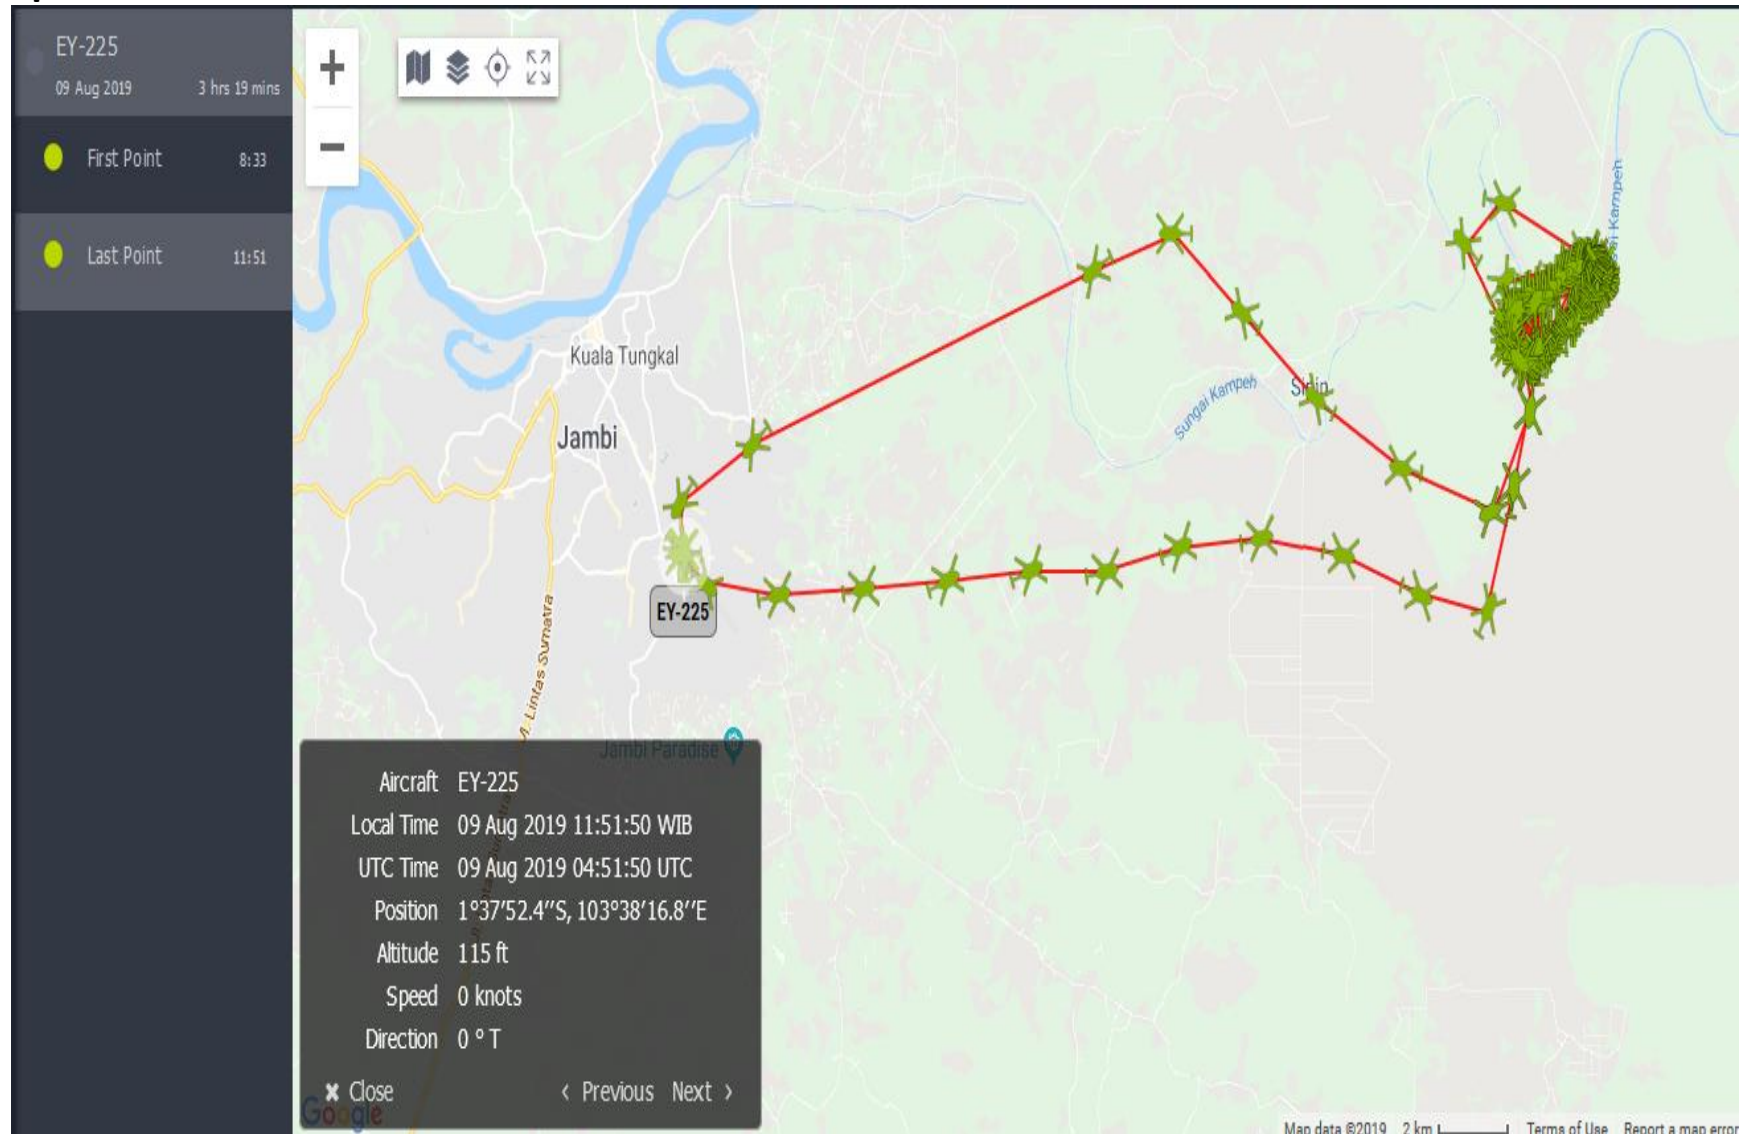 EY-225
09 Aug 2019 3 hrs 19 mins
First Point 8:33
Last Point 11:51
+
−
Sungai Kampeh
Kuala Tungkal
Jambi
Sipin
EY-225
Jl. Lintas Sumatra
Jambi Paradise
Aircraft EY-225
Local Time 09 Aug 2019 11:51:50 WIB
UTC Time 09 Aug 2019 04:51:50 UTC
Position 1°37'52.4''S, 103°38'16.8''E
Altitude 115 ft
Speed 0 knots
Direction 0 ° T
✖ Close ‹ Previous Next ›
Google
Map data ©2019 2 km Terms of Use Report a map error